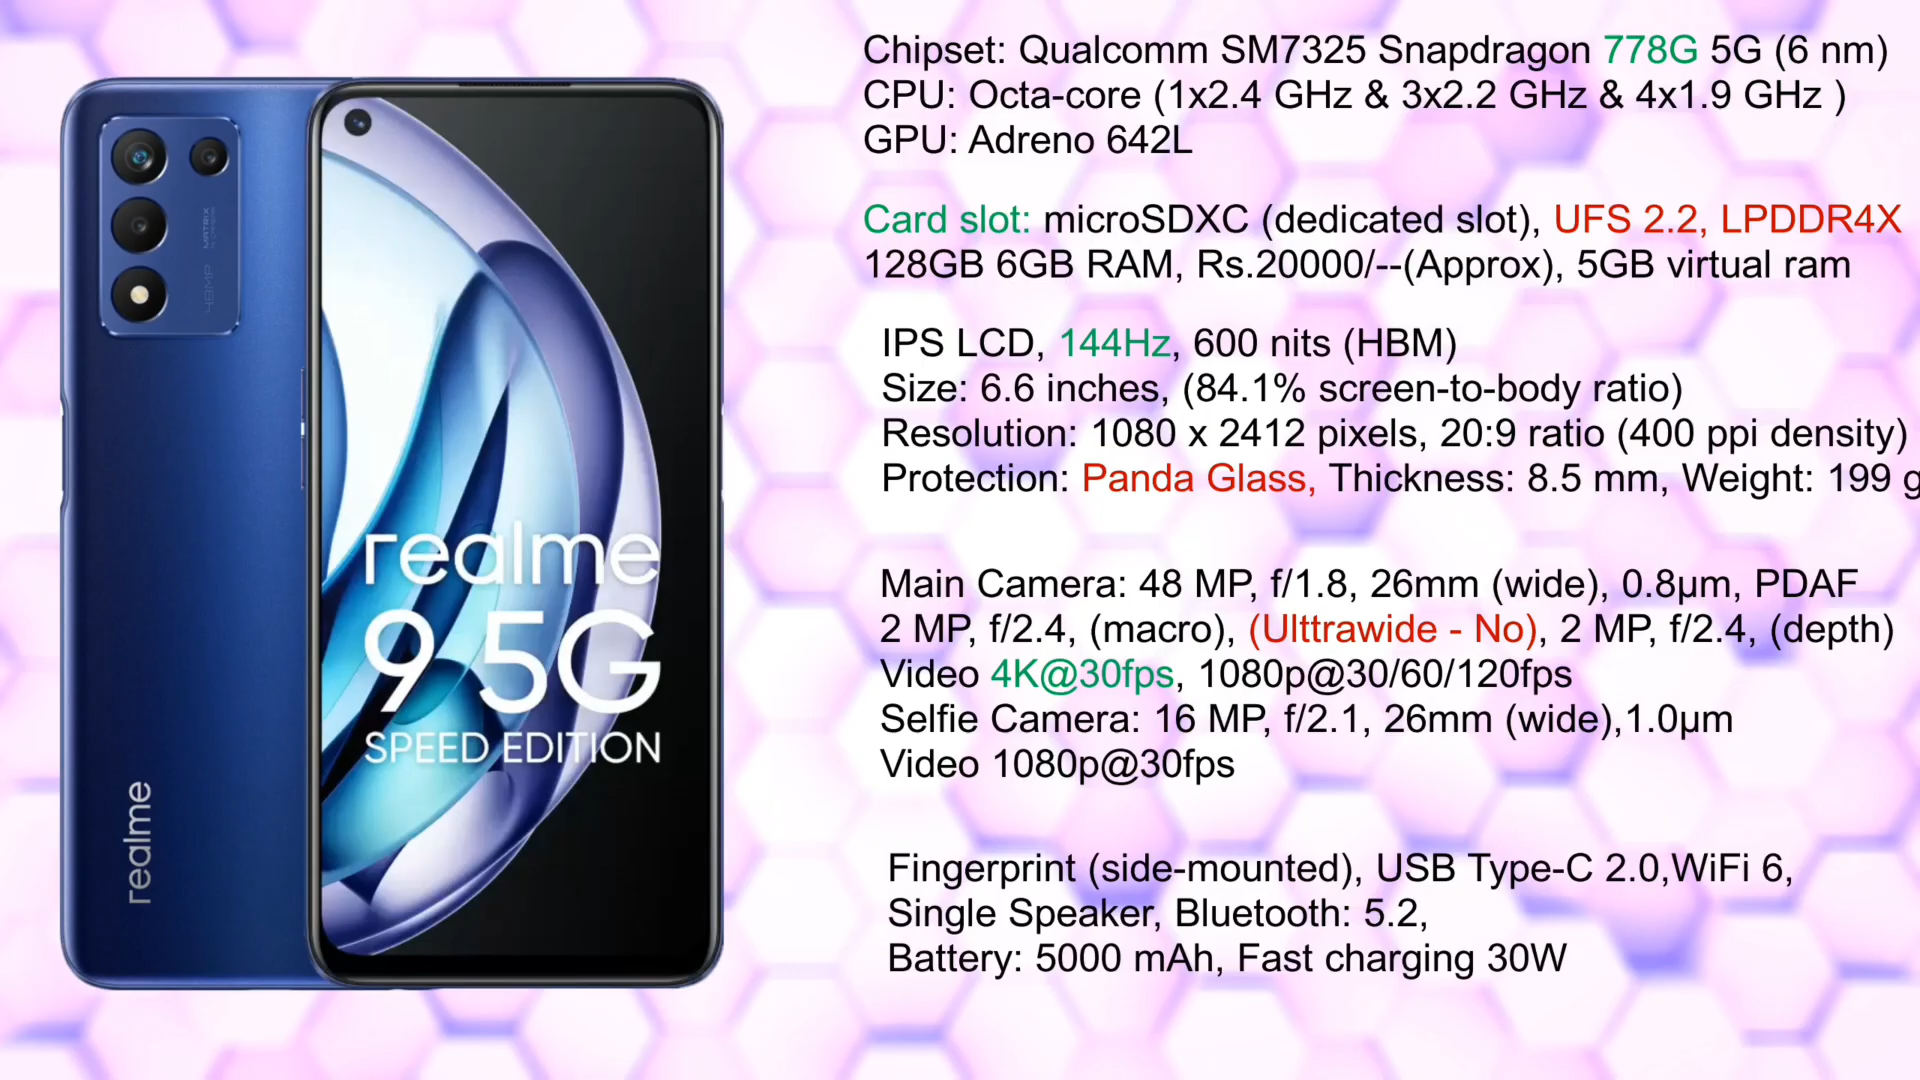 Chipset: Qualcomm SM7325 Snapdragon 778G 5G (6 nm)
CPU: Octa-core (1x2.4 GHz & 3x2.2 GHz & 4x1.9 GHz )
GPU: Adreno 642L
Card slot: microSDXC (dedicated slot), UFS 2.2, LPDDR4X
128GB 6GB RAM, Rs.20000/--(Approx), 5GB virtual ram
IPS LCD, 144Hz, 600 nits (HBM)
Size: 6.6 inches, (84.1% screen-to-body ratio)
Resolution: 1080 x 2412 pixels, 20:9 ratio (400 ppi density)
Protection: Panda Glass, Thickness: 8.5 mm, Weight: 199 g
Main Camera: 48 MP, f/1.8, 26mm (wide), 0.8µm, PDAF
2 MP, f/2.4, (macro), (Ulttrawide - No), 2 MP, f/2.4, (depth)
Video 4K@30fps, 1080p@30/60/120fps
Selfie Camera: 16 MP, f/2.1, 26mm (wide),1.0µm
Video 1080p@30fps
Fingerprint (side-mounted), USB Type-C 2.0,WiFi 6,
Single Speaker, Bluetooth: 5.2,
Battery: 5000 mAh, Fast charging 30W
realme
9 5G
SPEED EDITION
realme
48MP MATRIX